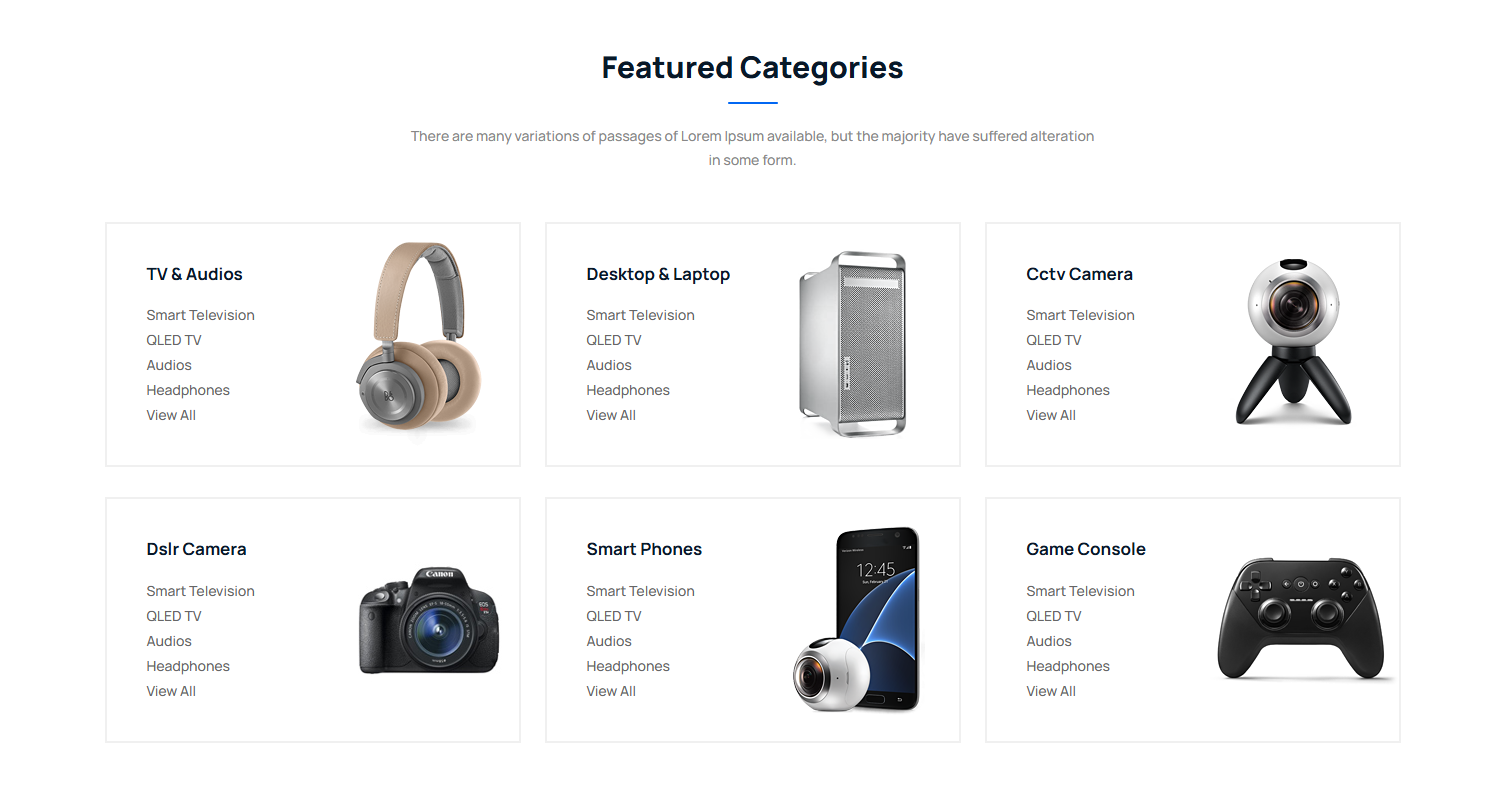 Featured Categories
There are many variations of passages of Lorem Ipsum available, but the majority have suffered alteration
in some form.
TV & Audios
Smart Television
QLED TV
Audios
Headphones
View All
Desktop & Laptop
Smart Television
QLED TV
Audios
Headphones
View All
Cctv Camera
Smart Television
QLED TV
Audios
Headphones
View All
Dslr Camera
Smart Television
QLED TV
Audios
Headphones
View All
Canon
EOS
Smart Phones
Smart Television
QLED TV
Audios
Headphones
View All
12:45
Game Console
Smart Television
QLED TV
Audios
Headphones
View All